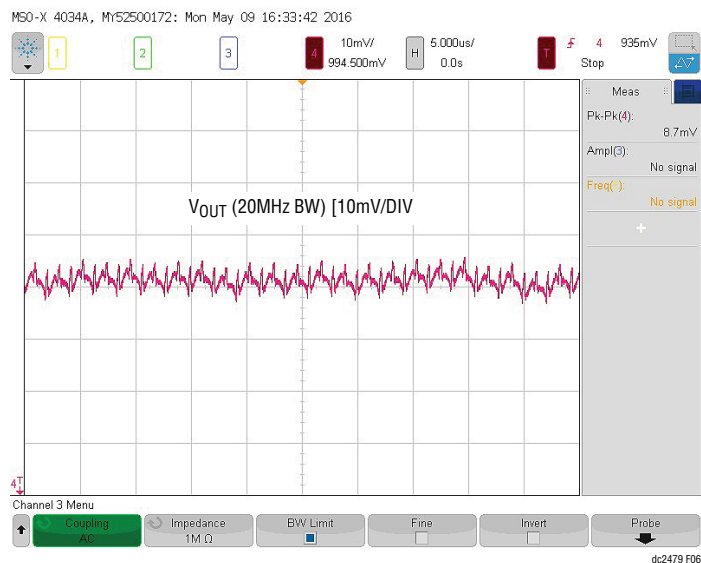 MSO-X 4034A, MY52500172: Mon May 09 16:33:42 2016
1 2 3 4 10mV/ 994.500mV H 5.000us/ 0.0s T 4 935mV Stop
Meas
Pk-Pk(4):
8.7mV
Ampl(3):
No signal
Freq( ):
No signal
+
VOUT (20MHz BW) [10mV/DIV
4T
Channel 3 Menu
Coupling AC
Impedance 1M Ω
BW Limit
Fine
Invert
Probe
dc2479 F06